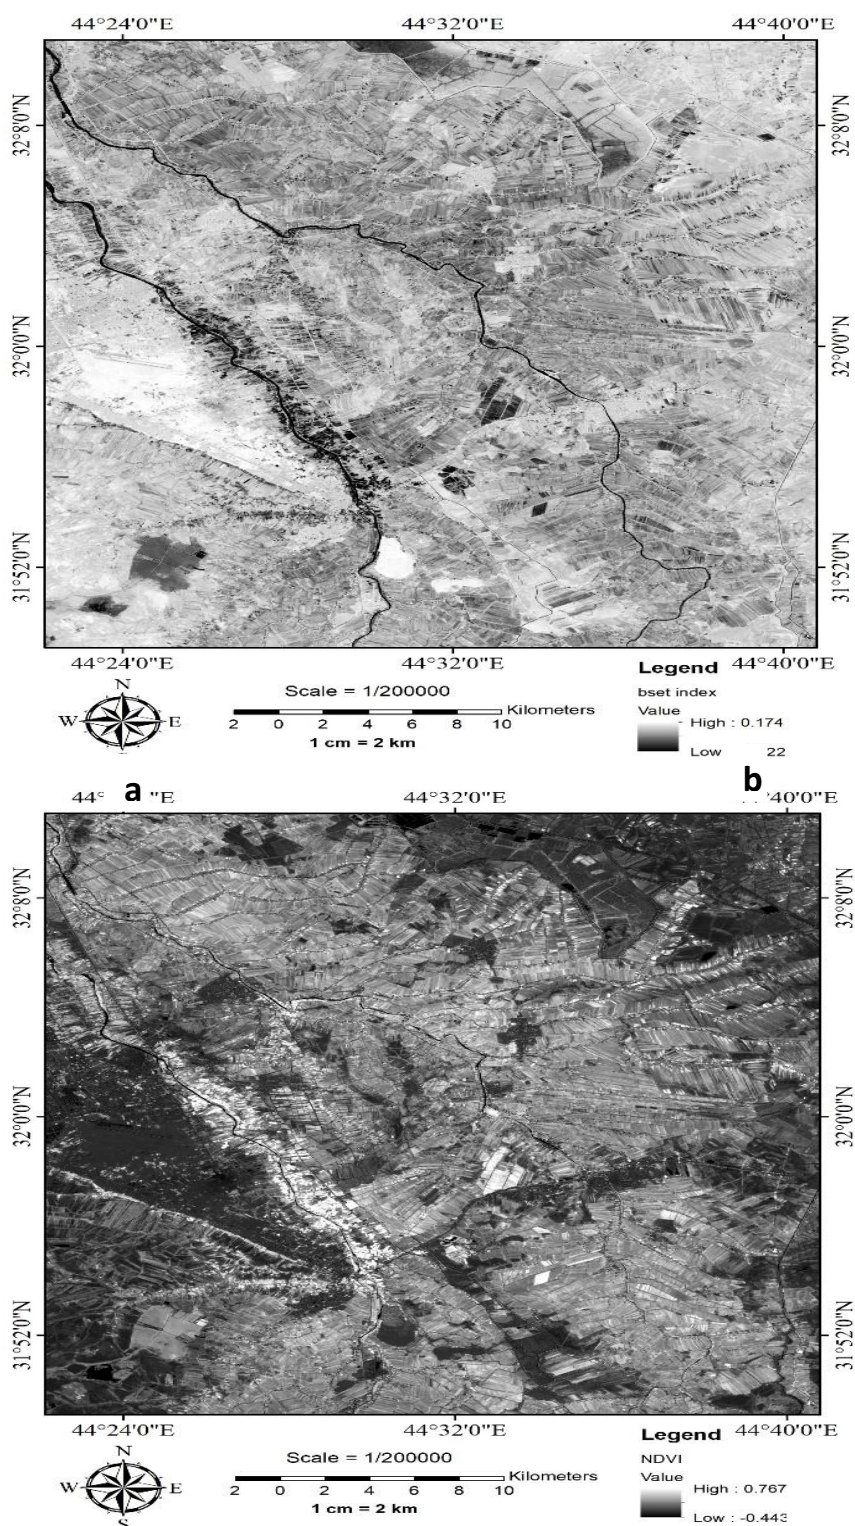 44°24'0"E 44°32'0"E 44°40'0"E
32°8'0"N 32°8'0"N
32°0'0"N 32°0'0"N
31°52'0"N 31°52'0"N
44°24'0"E 44°32'0"E 44°40'0"E
Legend
N
Scale = 1/200000
bset index
W E
Kilometers
Value
2 0 2 4 6 8 10
High : 0.174
1 cm = 2 km
Low 22
a b
44° "E 44°32'0"E 40'0"E
32°8'0"N 32°8'0"N
32°0'0"N 32°0'0"N
31°52'0"N 31°52'0"N
44°24'0"E 44°32'0"E 44°40'0"E
Legend
N
Scale = 1/200000
NDVI
W E
Kilometers
Value
2 0 2 4 6 8 10
High : 0.767
1 cm = 2 km
Low : -0.443
S